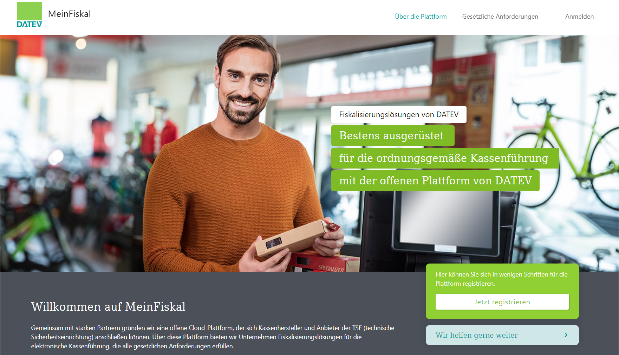 DATEV
MeinFiskal
Über die Plattform
Gesetzliche Anforderungen
Anmelden
Fiskalisierungslösungen von DATEV
Bestens ausgerüstet
für die ordnungsgemäße Kassenführung
mit der offenen Plattform von DATEV
Hier können Sie sich in wenigen Schritten für die
Plattform registrieren.
Jetzt registrieren
Wir helfen gerne weiter
Willkommen auf MeinFiskal
Gemeinsam mit starken Partnern gründen wir eine offene Cloud-Plattform, der sich Kassenhersteller und Anbieter der TSE (technische
Sicherheitseinrichtung) anschließen können. Über diese Plattform bieten wir Unternehmen Fiskalisierungslösungen für die
elektronische Kassenführung, die alle gesetzlichen Anforderungen erfüllen.